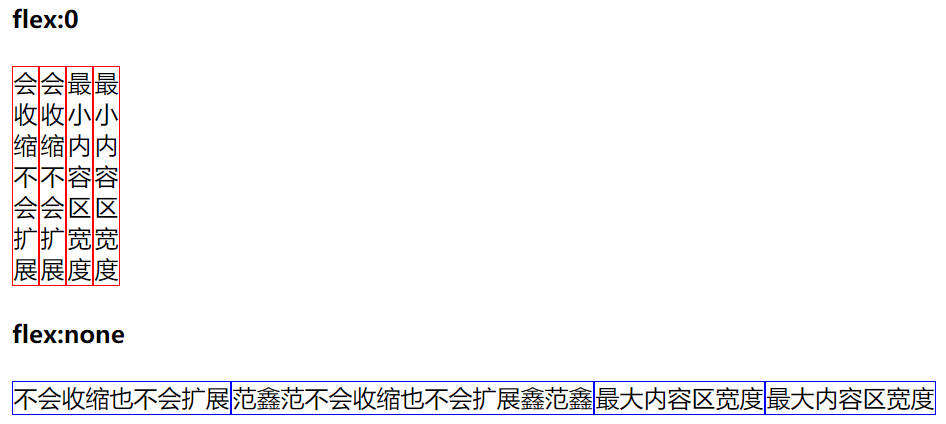 flex:0
会收缩不会扩展
会收缩不会扩展
最小内容区宽度
最小内容区宽度
flex:none
不会收缩也不会扩展 范鑫范不会收缩也不会扩展鑫范鑫 最大内容区宽度 最大内容区宽度